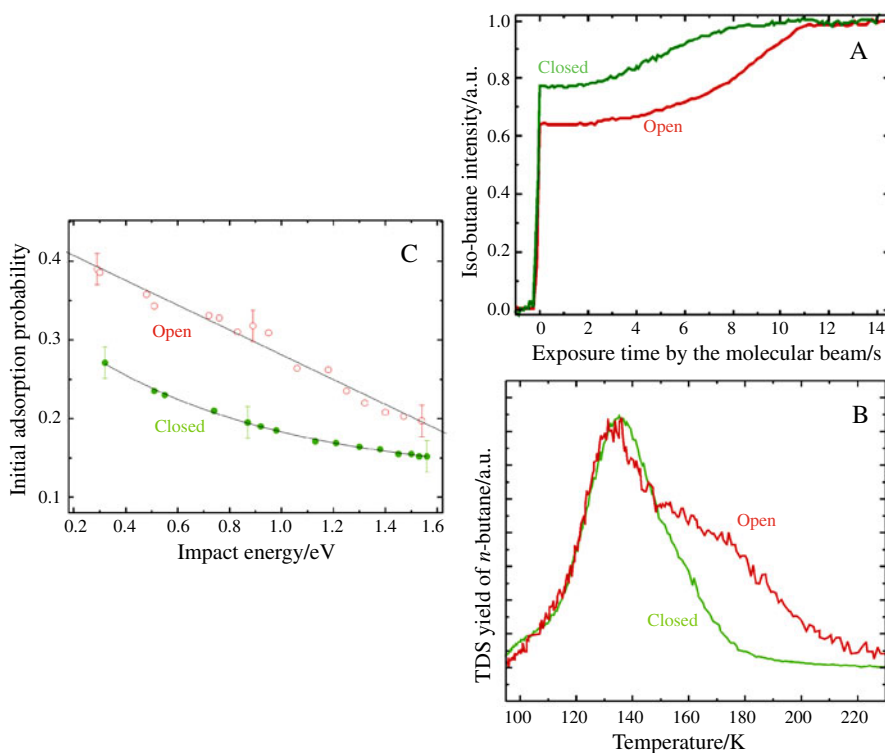 A
Closed
Open
Iso-butane intensity/a.u.
1.0
0.8
0.6
0.4
0.2
0.0
0 2 4 6 8 10 12 14
Exposure time by the molecular beam/s
C
Open
Closed
Initial adsorption probability
0.4
0.3
0.2
0.1
0.2 0.4 0.6 0.8 1.0 1.2 1.4 1.6
Impact energy/eV
B
Open
Closed
TDS yield of n-butane/a.u.
100 120 140 160 180 200 220
Temperature/K